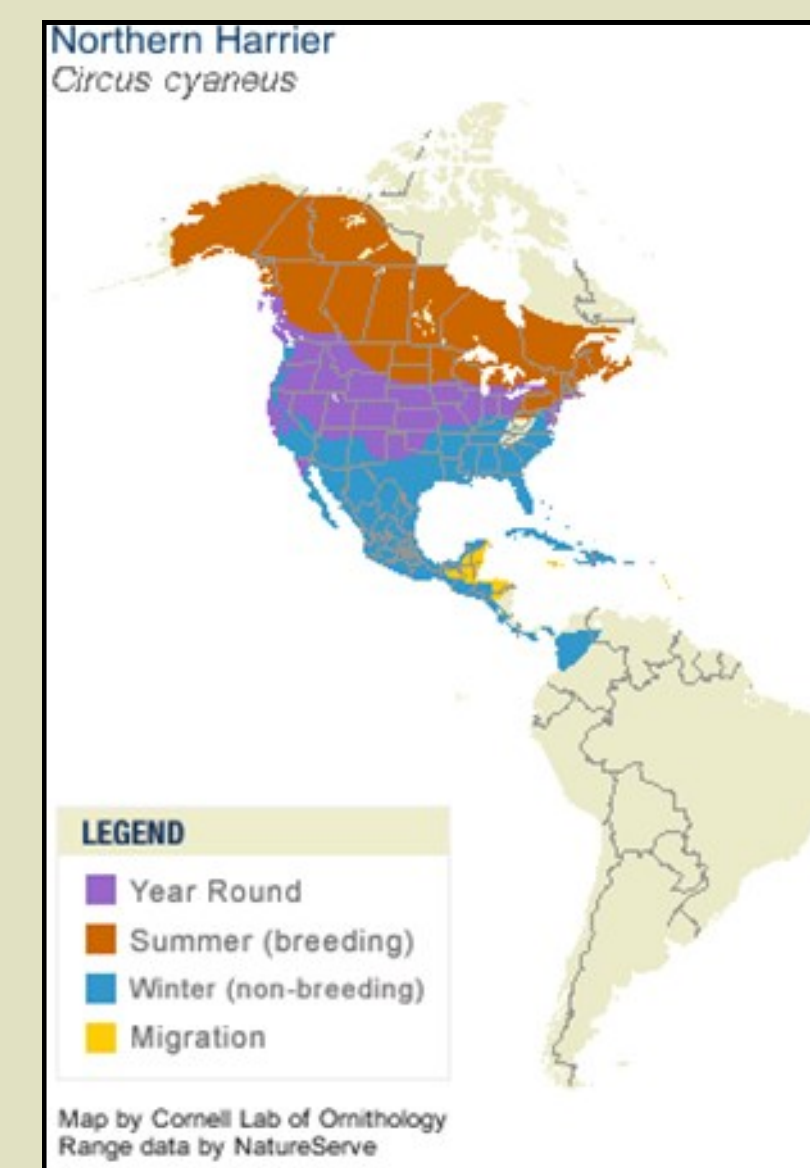 Northern Harrier
Circus cyaneus
LEGEND
Year Round
Summer (breeding)
Winter (non-breeding)
Migration
Map by Cornell Lab of Ornithology
Range data by NatureServe